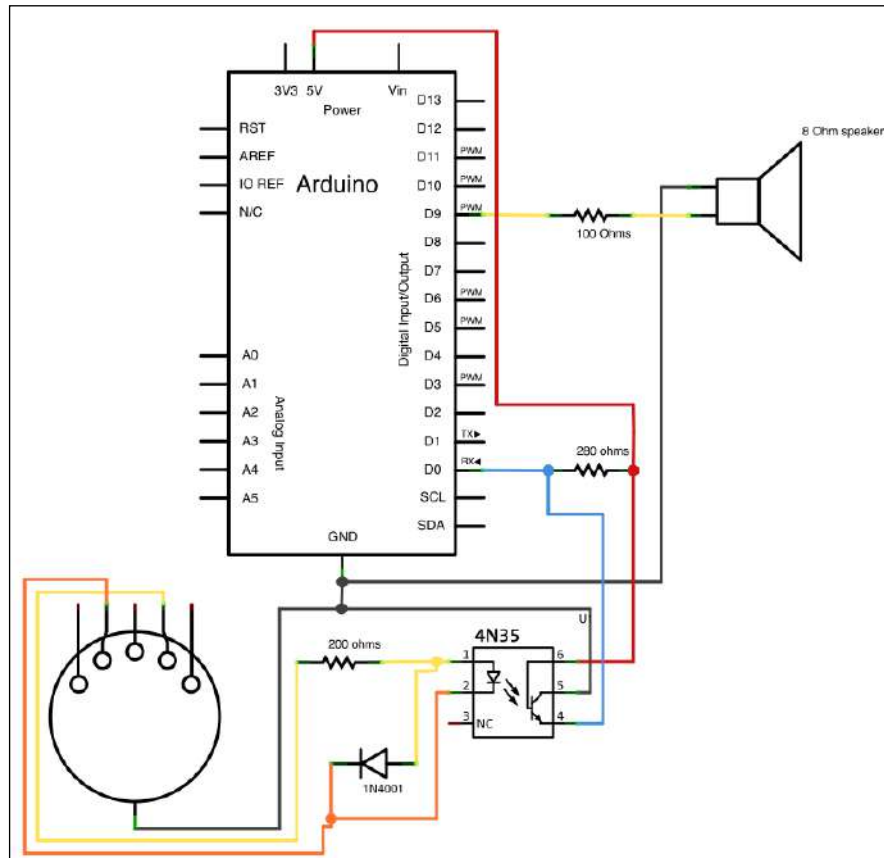 3V3 5V Vin
Power
D13
RST D12
AREF D11 PWM
IO REF Arduino D10 PWM
N/C D9 PWM
D8
D7
D6 PWM
D5 PWM
A0 D4
A1 D3 PWM
A2 D2
A3 D1 TX▶
A4 D0 RX◀
A5 SCL
SDA
Digital Input/Output
Analog Input
GND
8 Ohm speaker
100 Ohms
280 ohms
U
4N35
200 ohms
1 6
2 5
3 NC 4
1N4001